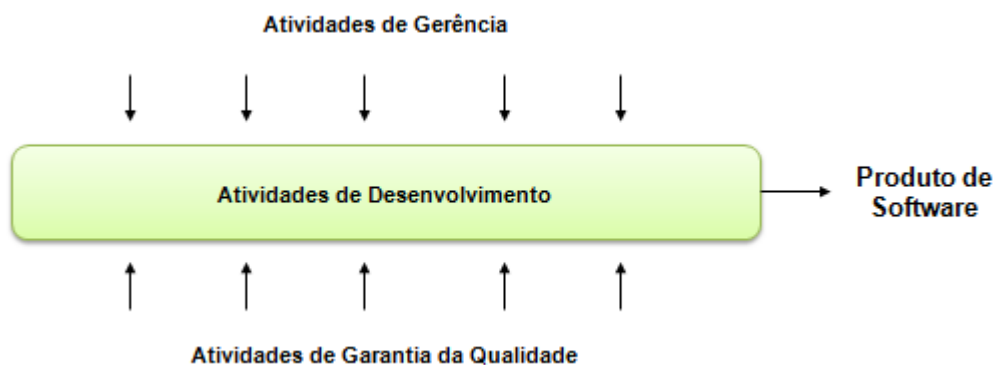 Atividades de Gerência
Atividades de Desenvolvimento
Produto de
Software
Atividades de Garantia da Qualidade